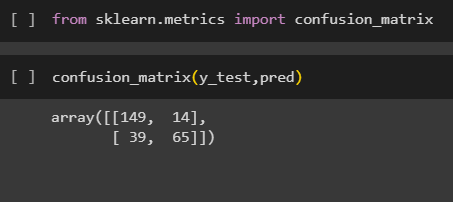 [ ] from sklearn.metrics import confusion_matrix
[ ] confusion_matrix(y_test,pred)
array([[149, 14],
[ 39, 65]])